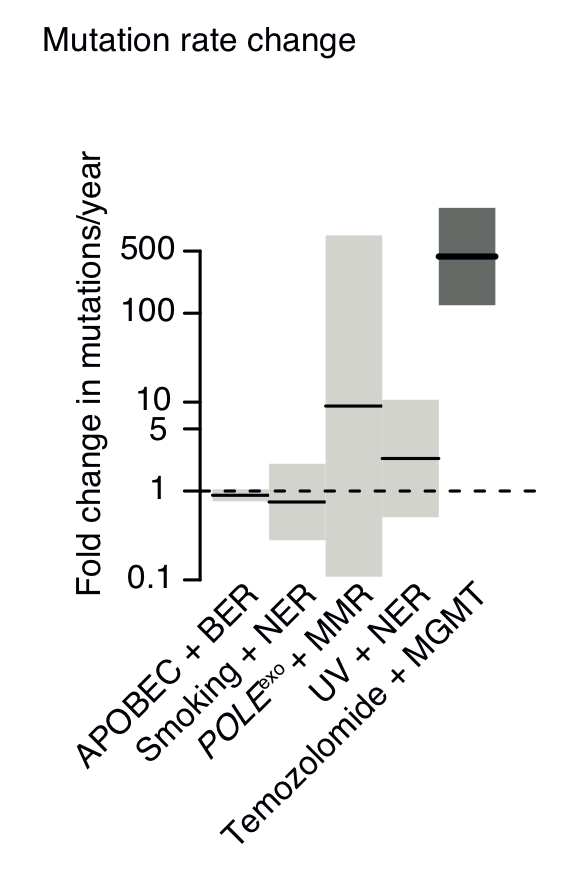 Mutation rate change
Fold change in mutations/year
500
100
10
5
1
0.1
APOBEC + BER
Smoking + NER
POLEexo + MMR
UV + NER
Temozolomide + MGMT